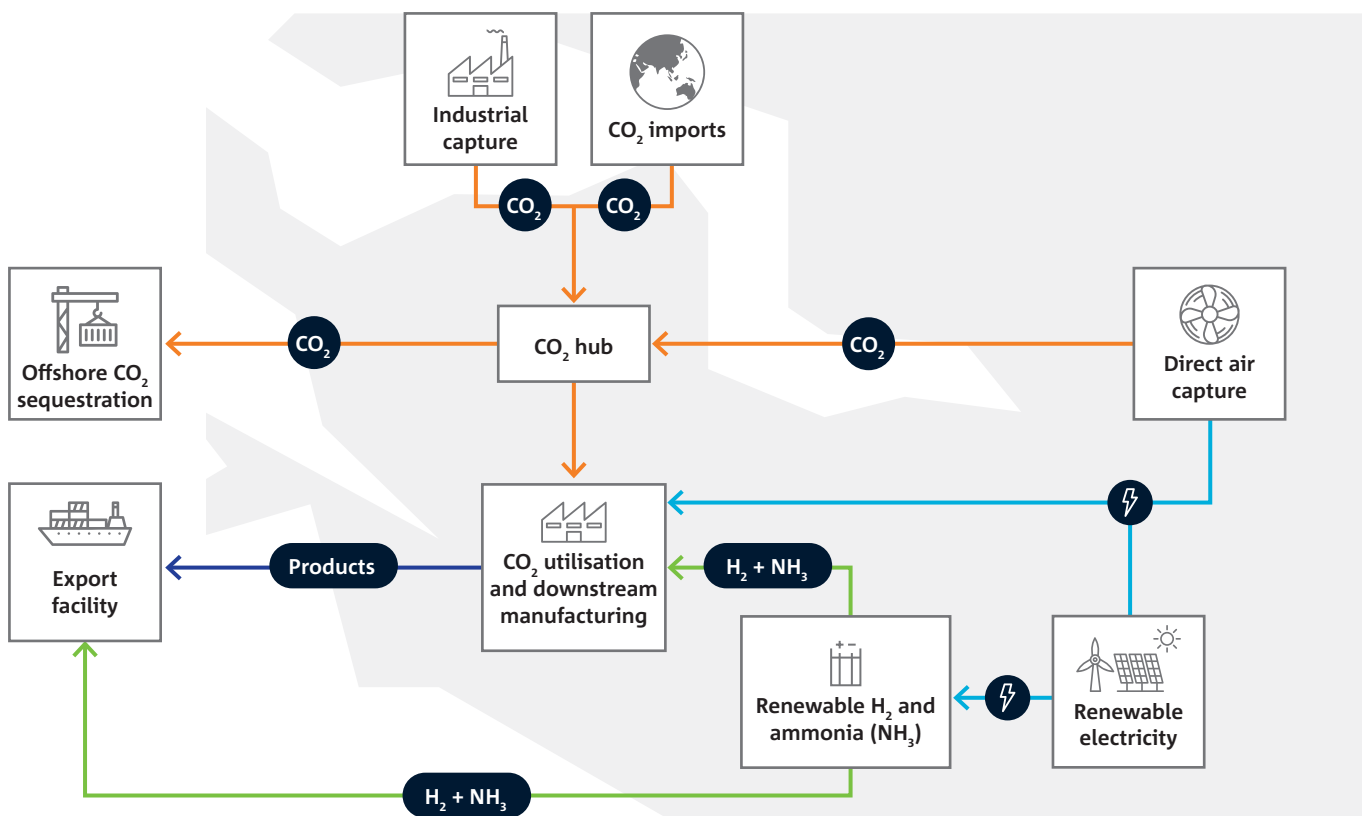 Industrial
capture
CO₂ imports
CO₂
CO₂
Offshore CO₂
sequestration
CO₂
CO₂ hub
CO₂
Direct air
capture
Export
facility
Products
CO₂ utilisation
and downstream
manufacturing
H₂ + NH₃
+ -
Renewable H₂ and
ammonia (NH₃)
Renewable
electricity
H₂ + NH₃